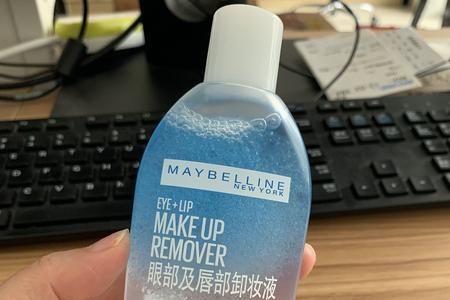 MAYBELLINE
NEW YORK
EYE+LIP
MAKE UP
REMOVER
眼部及唇部卸妆液